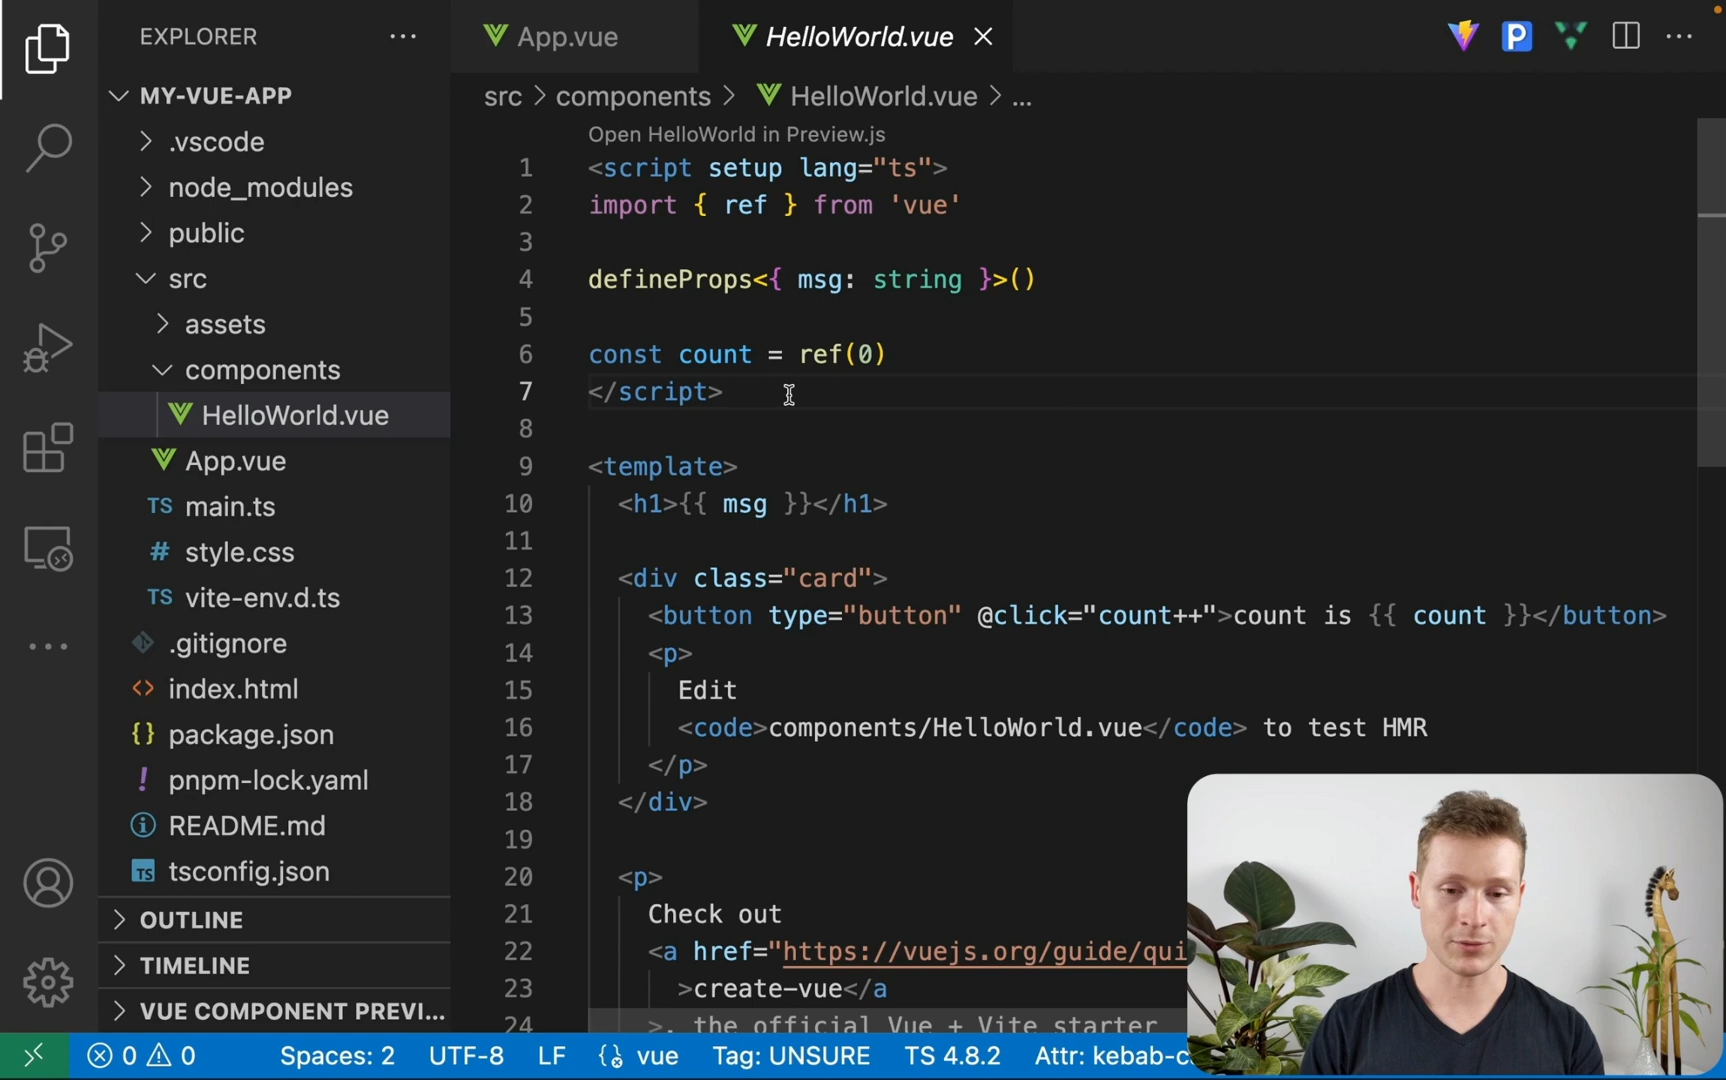 EXPLORER
App.vue
HelloWorld.vue
MY-VUE-APP
.vscode
node_modules
public
src
assets
components
HelloWorld.vue
App.vue
TS main.ts
# style.css
TS vite-env.d.ts
.gitignore
<> index.html
{} package.json
! pnpm-lock.yaml
README.md
TS tsconfig.json
OUTLINE
TIMELINE
VUE COMPONENT PREVI...
src > components > HelloWorld.vue > ...
Open HelloWorld in Preview.js
1 <script setup lang="ts">
2 import { ref } from 'vue'
3
4 defineProps<{ msg: string }>()
5
6 const count = ref(0)
7 </script>
8
9 <template>
10 <h1>{{ msg }}</h1>
11
12 <div class="card">
13 <button type="button" @click="count++">count is {{ count }}</button>
14 <p>
15 Edit
16 <code>components/HelloWorld.vue</code> to test HMR
17 </p>
18 </div>
19
20 <p>
21 Check out
22 <a href="https://vuejs.org/guide/qui
23 >create-vue</a
24 >, the official Vue + Vite starter
0 0 Spaces: 2 UTF-8 LF vue Tag: UNSURE TS 4.8.2 Attr: kebab-c